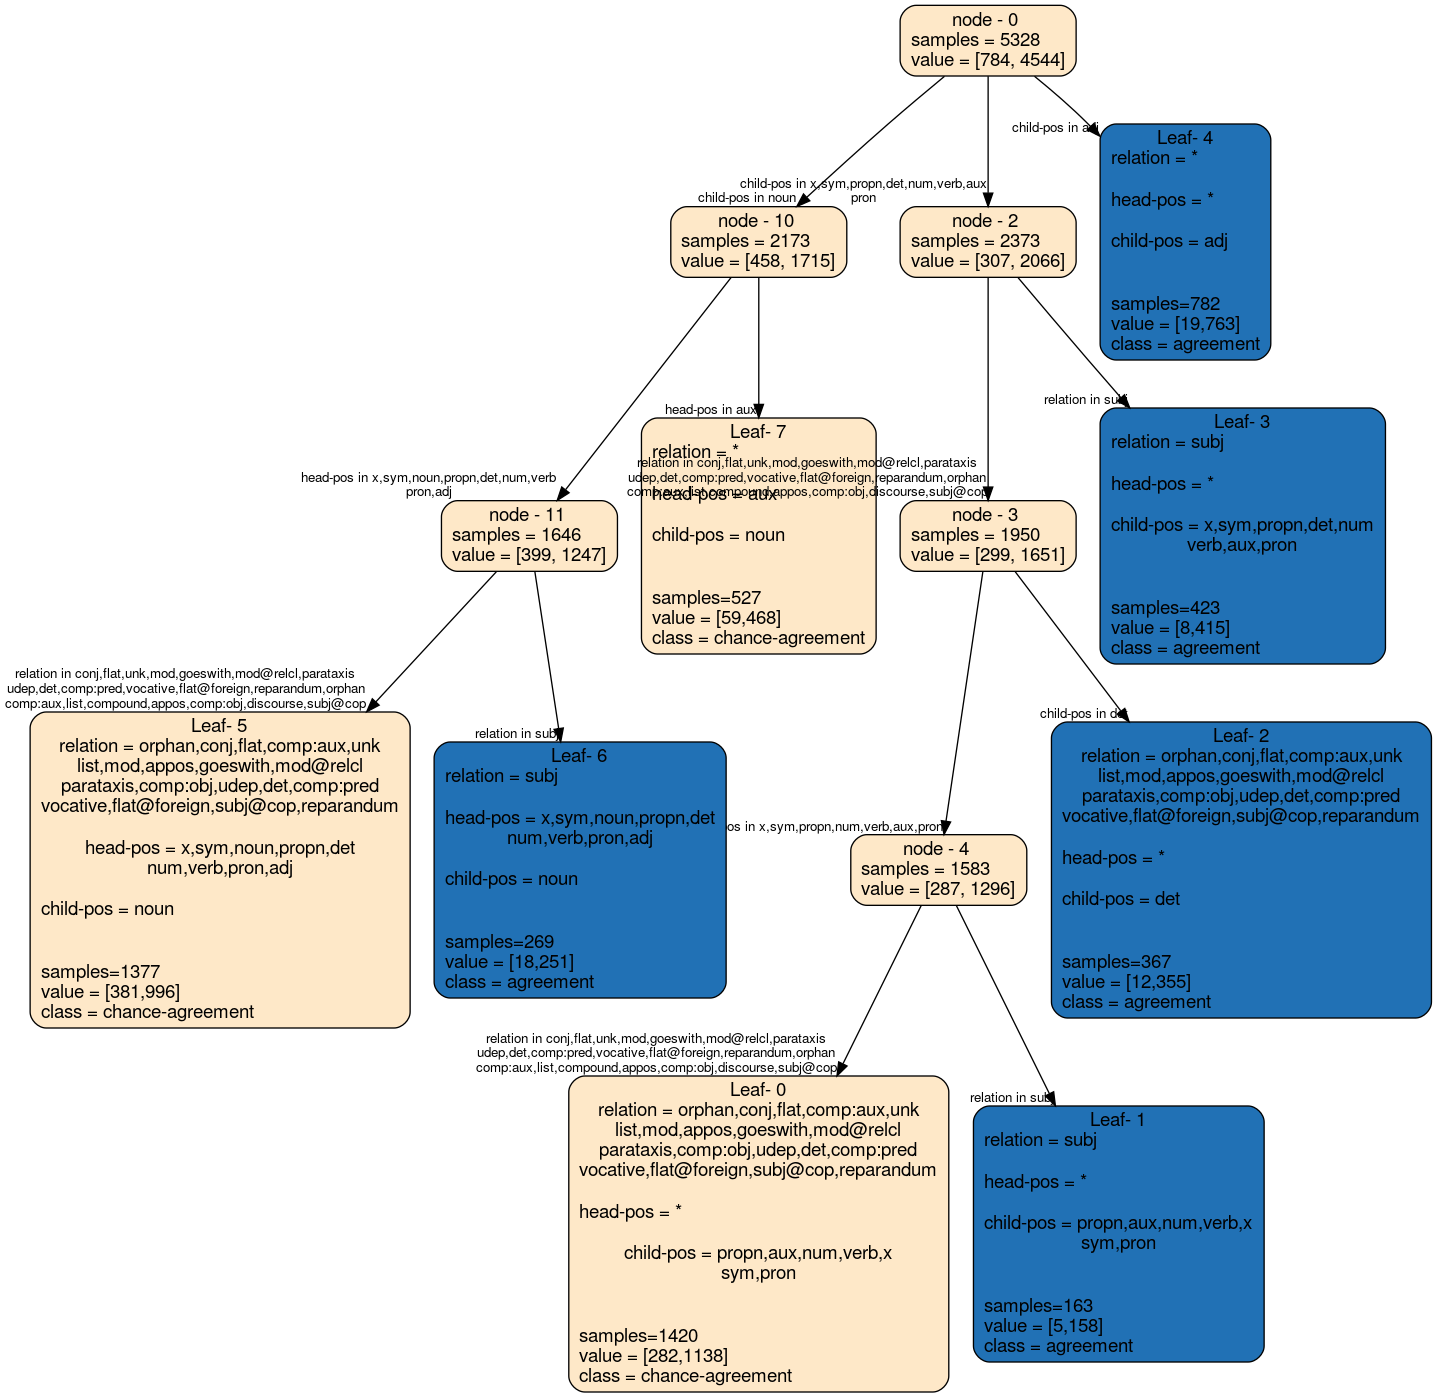 node - 0
samples = 5328
value = [784, 4544]
child-pos in adj
Leaf- 4
relation = *
head-pos = *
child-pos = adj
samples=782
value = [19,763]
class = agreement
child-pos in noun
child-pos in x,sym,propn,det,num,verb,aux
pron
node - 10
samples = 2173
value = [458, 1715]
node - 2
samples = 2373
value = [307, 2066]
head-pos in aux
Leaf- 7
relation = *
head-pos = aux
child-pos = noun
samples=527
value = [59,468]
class = chance-agreement
relation in subj
Leaf- 3
relation = subj
head-pos = *
child-pos = x,sym,propn,det,num
verb,aux,pron
samples=423
value = [8,415]
class = agreement
head-pos in x,sym,noun,propn,det,num,verb
pron,adj
node - 11
samples = 1646
value = [399, 1247]
relation in conj,flat,unk,mod,goeswith,mod@relcl,parataxis
udep,det,comp:pred,vocative,flat@foreign,reparandum,orphan
comp:aux,list,compound,appos,comp:obj,discourse,subj@cop
node - 3
samples = 1950
value = [299, 1651]
relation in conj,flat,unk,mod,goeswith,mod@relcl,parataxis
udep,det,comp:pred,vocative,flat@foreign,reparandum,orphan
comp:aux,list,compound,appos,comp:obj,discourse,subj@cop
Leaf- 5
relation = orphan,conj,flat,comp:aux,unk
list,mod,appos,goeswith,mod@relcl
parataxis,comp:obj,udep,det,comp:pred
vocative,flat@foreign,subj@cop,reparandum
head-pos = x,sym,noun,propn,det
num,verb,pron,adj
child-pos = noun
samples=1377
value = [381,996]
class = chance-agreement
relation in subj
Leaf- 6
relation = subj
head-pos = x,sym,noun,propn,det
num,verb,pron,adj
child-pos = noun
samples=269
value = [18,251]
class = agreement
child-pos in det
Leaf- 2
relation = orphan,conj,flat,comp:aux,unk
list,mod,appos,goeswith,mod@relcl
parataxis,comp:obj,udep,det,comp:pred
vocative,flat@foreign,subj@cop,reparandum
head-pos = *
child-pos = det
samples=367
value = [12,355]
class = agreement
os in x,sym,propn,num,verb,aux,pron
node - 4
samples = 1583
value = [287, 1296]
relation in conj,flat,unk,mod,goeswith,mod@relcl,parataxis
udep,det,comp:pred,vocative,flat@foreign,reparandum,orphan
comp:aux,list,compound,appos,comp:obj,discourse,subj@cop
Leaf- 0
relation = orphan,conj,flat,comp:aux,unk
list,mod,appos,goeswith,mod@relcl
parataxis,comp:obj,udep,det,comp:pred
vocative,flat@foreign,subj@cop,reparandum
head-pos = *
child-pos = propn,aux,num,verb,x
sym,pron
samples=1420
value = [282,1138]
class = chance-agreement
relation in subj
Leaf- 1
relation = subj
head-pos = *
child-pos = propn,aux,num,verb,x
sym,pron
samples=163
value = [5,158]
class = agreement